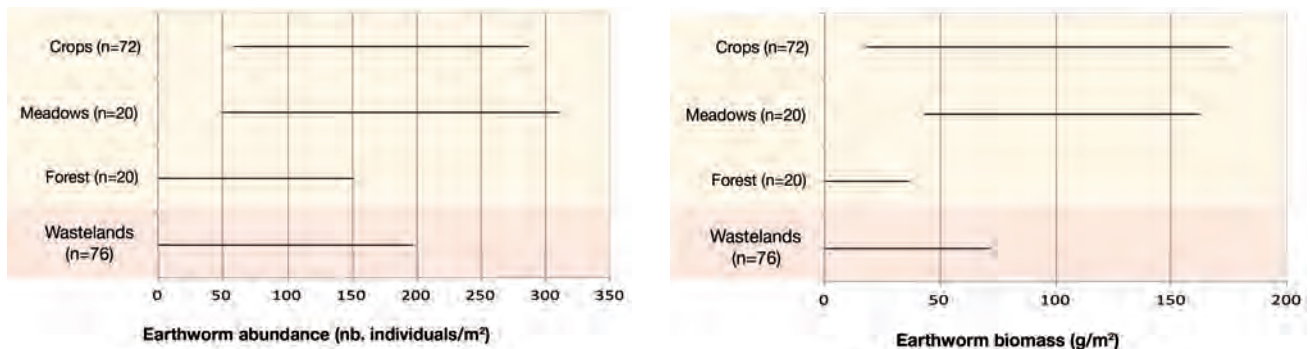 Crops (n=72)
Meadows (n=20)
Forest (n=20)
Wastelands
(n=76)
0 50 100 150 200 250 300 350
Earthworm abundance (nb. individuals/m²)
Crops (n=72)
Meadows (n=20)
Forest (n=20)
Wastelands
(n=76)
0 50 100 150 200
Earthworm biomass (g/m²)